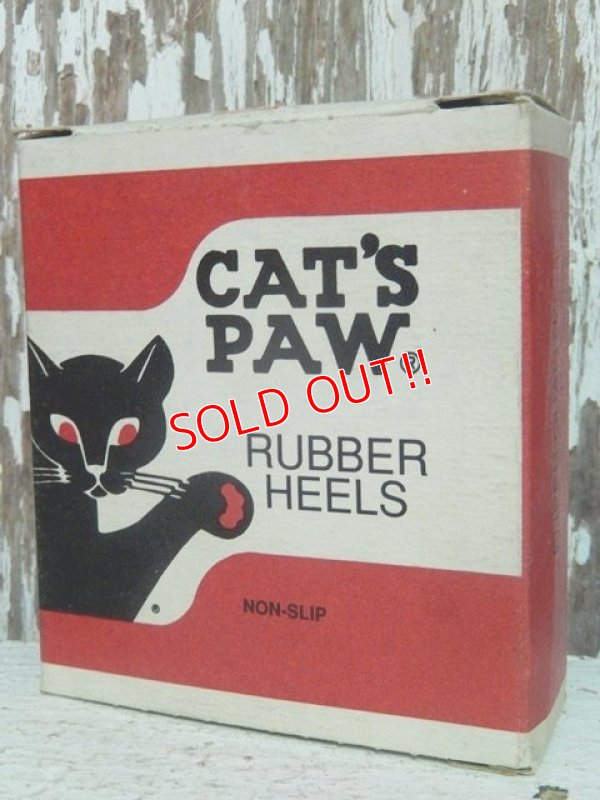 CAT'S
PAW®
SOLD OUT!!
RUBBER
HEELS
®
NON-SLIP